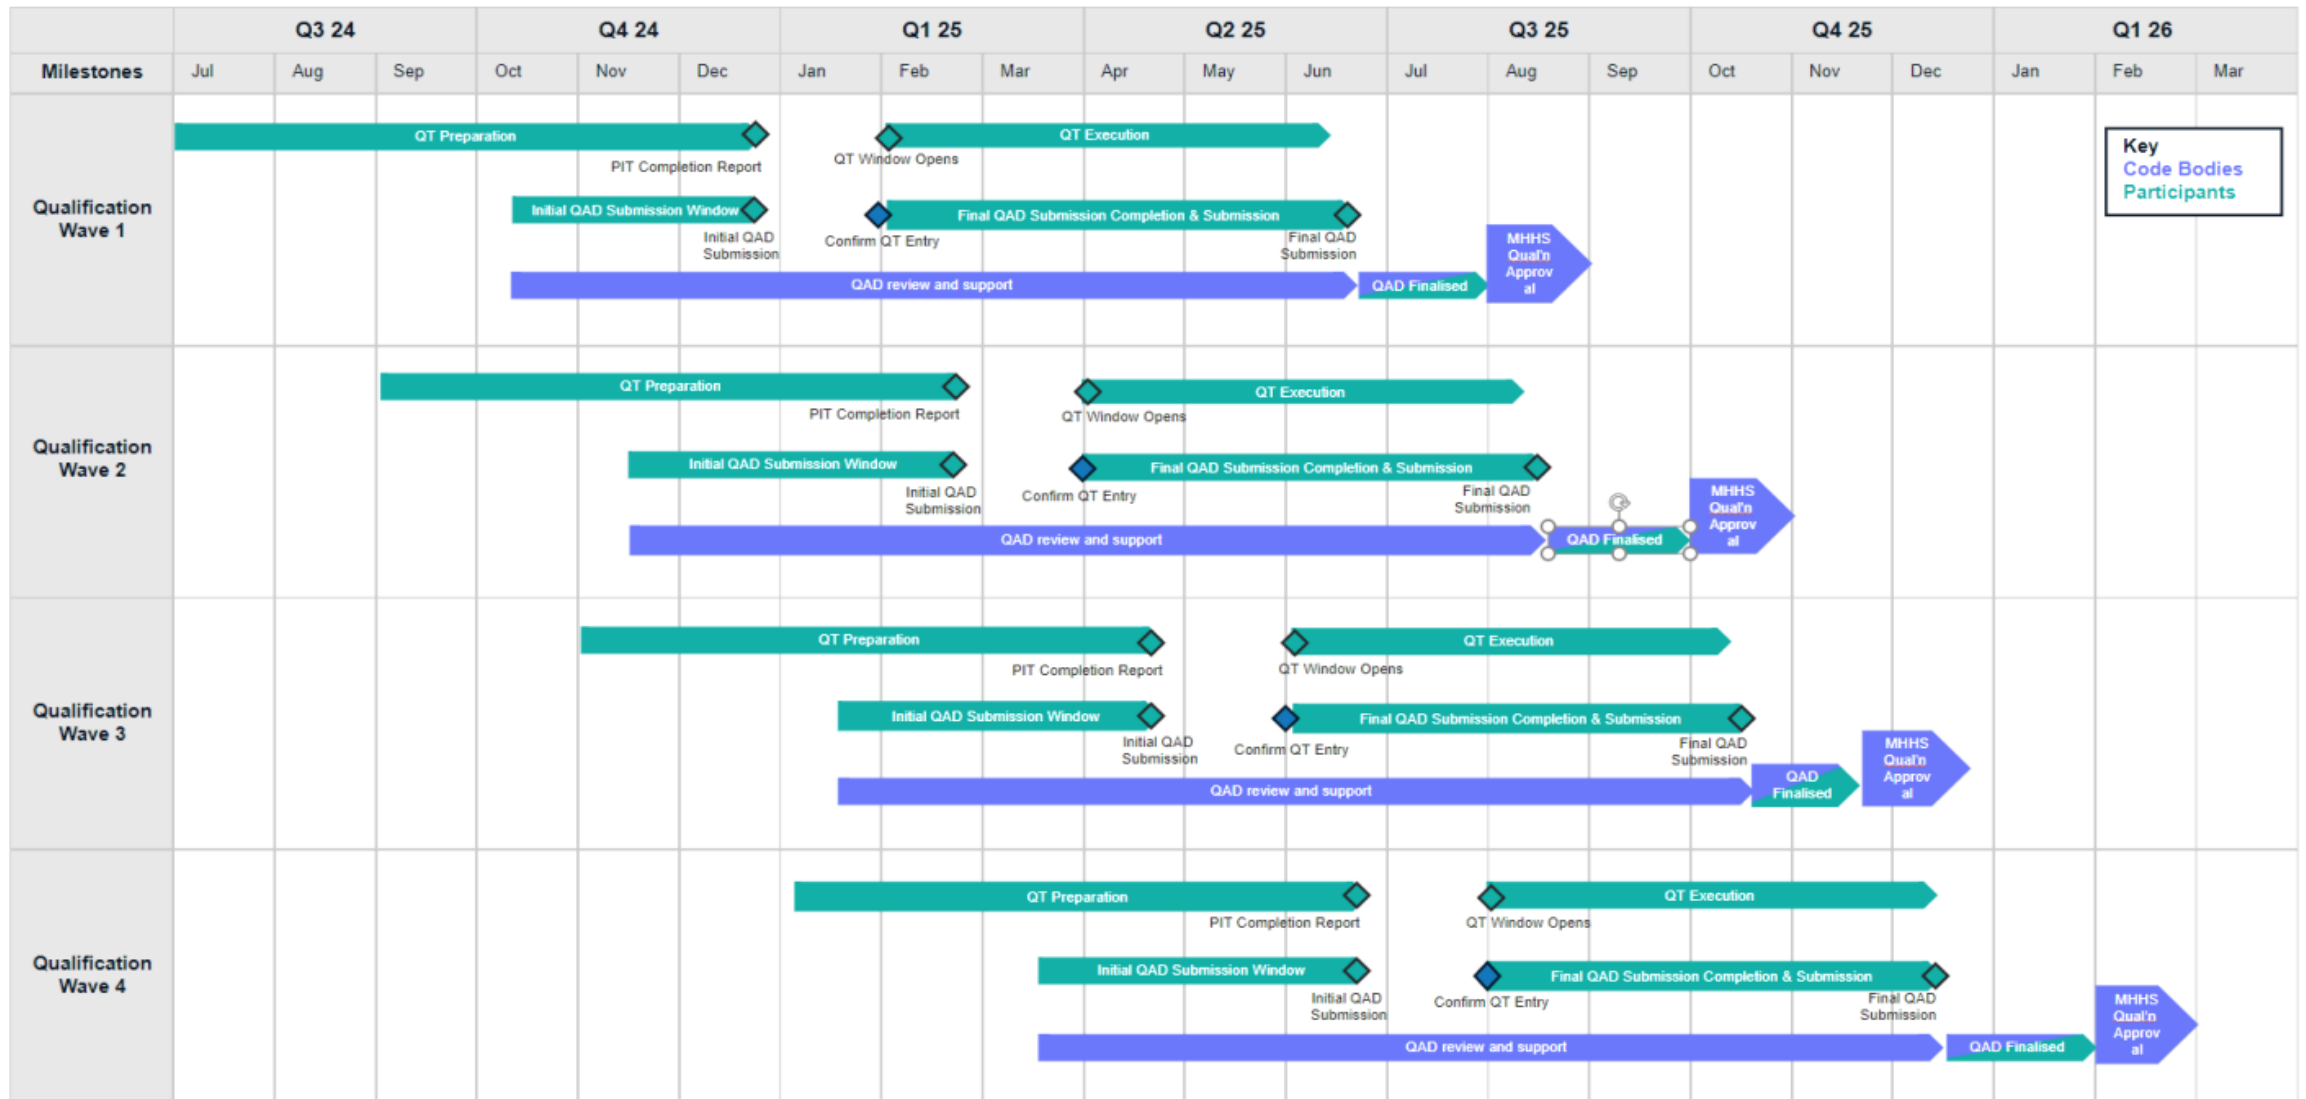 Q3 24
Q4 24
Q1 25
Q2 25
Q3 25
Q4 25
Q1 26
Milestones
Jul
Aug
Sep
Oct
Nov
Dec
Jan
Feb
Mar
Apr
May
Jun
Jul
Aug
Sep
Oct
Nov
Dec
Jan
Feb
Mar
Key
Code Bodies
Participants
Qualification
Wave 1
QT Preparation
PIT Completion Report
QT Window Opens
QT Execution
Initial QAD Submission Window
Initial QAD
Submission
Confirm QT Entry
Final QAD Submission Completion & Submission
Final QAD
Submission
QAD review and support
QAD Finalised
MHHS
Qual'n
Approv
al
Qualification
Wave 2
QT Preparation
PIT Completion Report
QT Window Opens
QT Execution
Initial QAD Submission Window
Initial QAD
Submission
Confirm QT Entry
Final QAD Submission Completion & Submission
Final QAD
Submission
QAD review and support
QAD Finalised
MHHS
Qual'n
Approv
al
Qualification
Wave 3
QT Preparation
PIT Completion Report
QT Window Opens
QT Execution
Initial QAD Submission Window
Initial QAD
Submission
Confirm QT Entry
Final QAD Submission Completion & Submission
Final QAD
Submission
QAD review and support
QAD
Finalised
MHHS
Qual'n
Approv
al
Qualification
Wave 4
QT Preparation
PIT Completion Report
QT Window Opens
QT Execution
Initial QAD Submission Window
Initial QAD
Submission
Confirm QT Entry
Final QAD Submission Completion & Submission
Final QAD
Submission
QAD review and support
QAD Finalised
MHHS
Qual'n
Approv
al